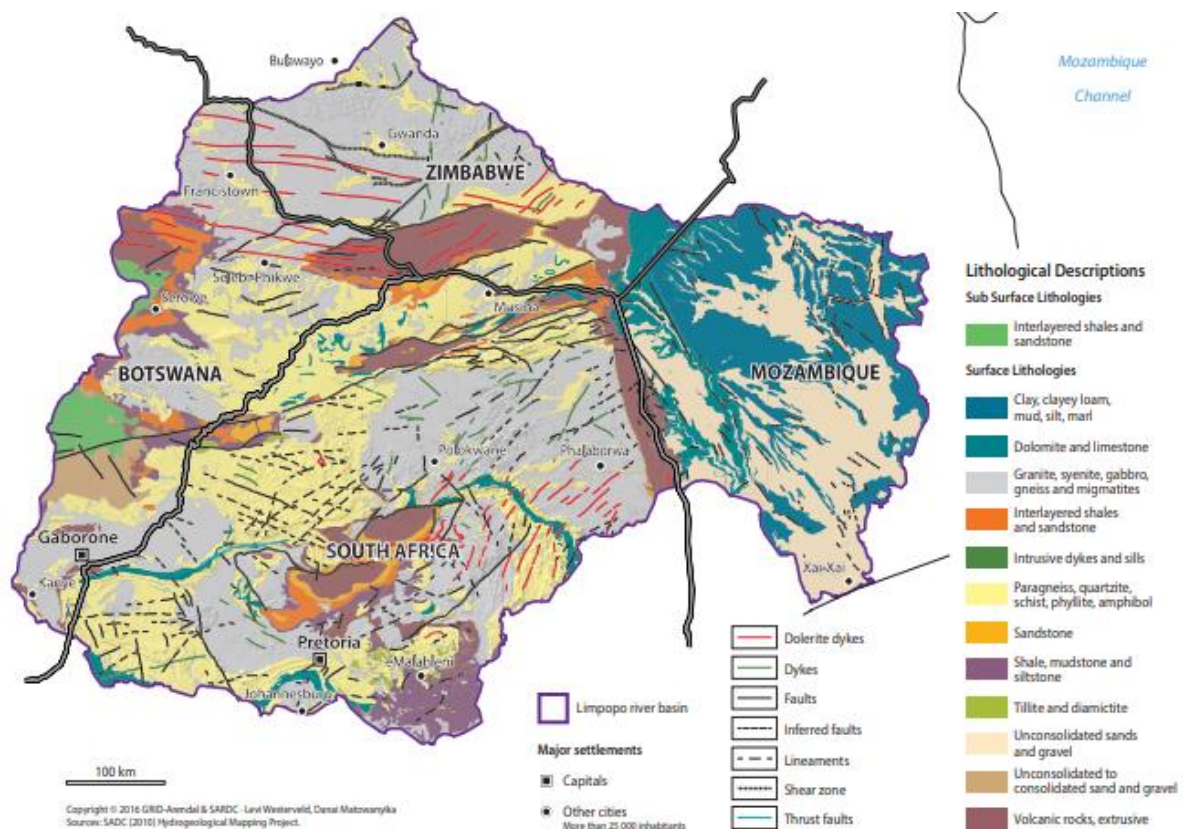 Mozambique
Channel
Bulawayo
Gwanda
ZIMBABWE
Francistown
Selebi-Phikwe
Serowe
Musina
BOTSWANA
MOZAMBIQUE
Polokwane
Phalaborwa
Gaborone
SOUTH AFRICA
Kanye
Xai-Xai
Pretoria
eMalahleni
Johannesburg
100 km
Copyright © 2016 GRID-Arendal & SARDC - Levi Westerveld, Danai Matowanyika
Sources: SADC (2010) Hydrogeological Mapping Project.
Limpopo river basin
Major settlements
Capitals
Other cities
More than 25 000 inhabitants
Dolerite dykes
Dykes
Faults
Inferred faults
Lineaments
Shear zone
Thrust faults
Lithological Descriptions
Sub Surface Lithologies
Interlayered shales and
sandstone
Surface Lithologies
Clay, clayey loam,
mud, silt, marl
Dolomite and limestone
Granite, syenite, gabbro,
gneiss and migmatites
Interlayered shales
and sandstone
Intrusive dykes and sills
Paragneiss, quartzite,
schist, phyllite, amphibol
Sandstone
Shale, mudstone and
siltstone
Tillite and diamictite
Unconsolidated sands
and gravel
Unconsolidated to
consolidated sand and gravel
Volcanic rocks, extrusive